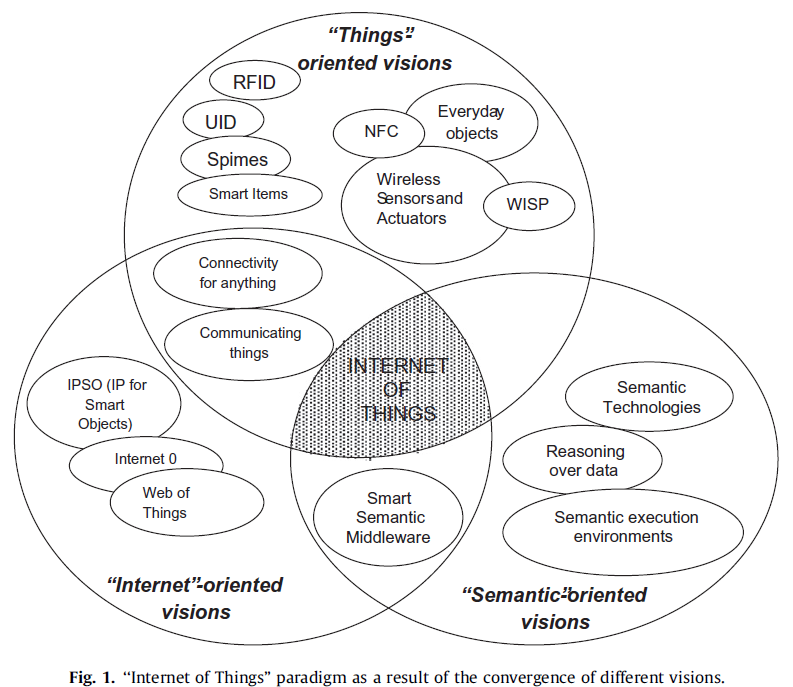 “Things”-
oriented visions
RFID
UID
Spimes
Smart Items
NFC
Everyday
objects
Wireless
Sensors and
Actuators
WISP
Connectivity
for anything
Communicating
things
INTERNET
OF
THINGS
IPSO (IP for
Smart
Objects)
Internet 0
Web of
Things
Semantic
Technologies
Reasoning
over data
Semantic execution
environments
Smart
Semantic
Middleware
“Internet”-oriented
visions
“Semantic”-oriented
visions
Fig. 1. “Internet of Things” paradigm as a result of the convergence of different visions.